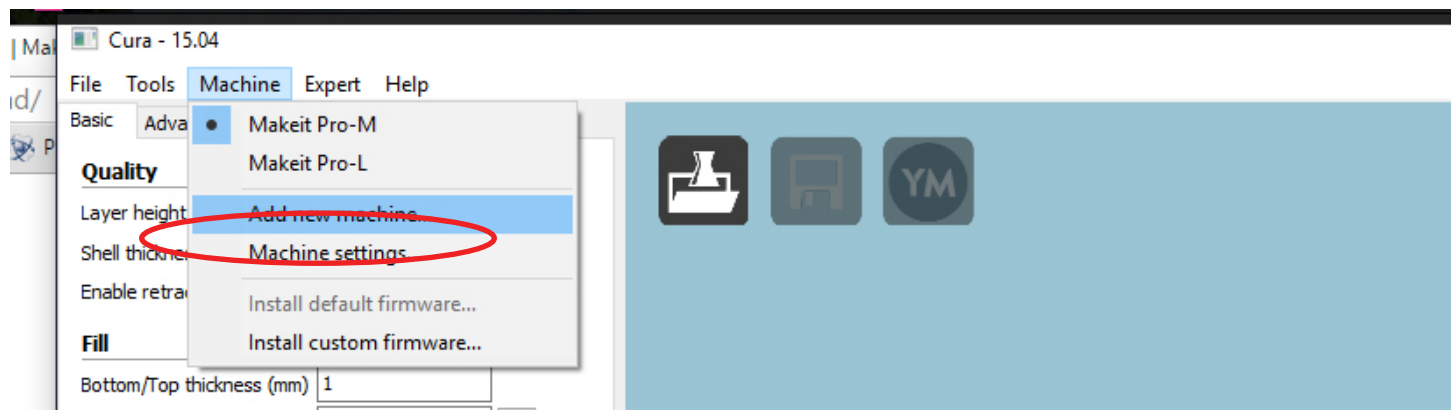 Cura - 15.04
| Mak
File Tools Machine Expert Help
d/
Basic Adva
Makeit Pro-M
P
Makeit Pro-L
Quality
YM
Layer height
Add new machine...
Shell thickne
Machine settings...
Enable retra
Install default firmware...
Fill
Install custom firmware...
Bottom/Top thickness (mm) 1